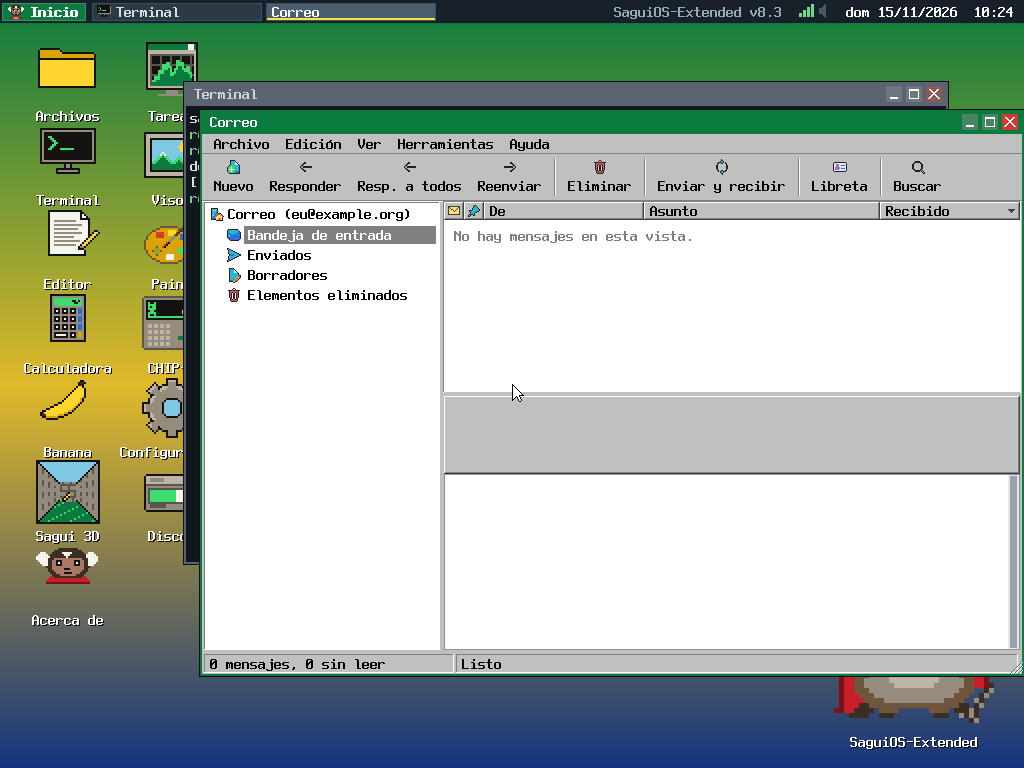 Inicio Terminal Correo SaguiOS-Extended v8.3 dom 15/11/2026 10:24
Archivos
Terminal
Editor
Calculadora
Banana
Sagui 3D
Acerca de
Terminal
Correo
Archivo Edición Ver Herramientas Ayuda
Nuevo Responder Resp. a todos Reenviar Eliminar Enviar y recibir Libreta Buscar
Correo (eu@example.org)
Bandeja de entrada
Enviados
Borradores
Elementos eliminados
De Asunto Recibido
No hay mensajes en esta vista.
0 mensajes, 0 sin leer Listo
SaguiOS-Extended